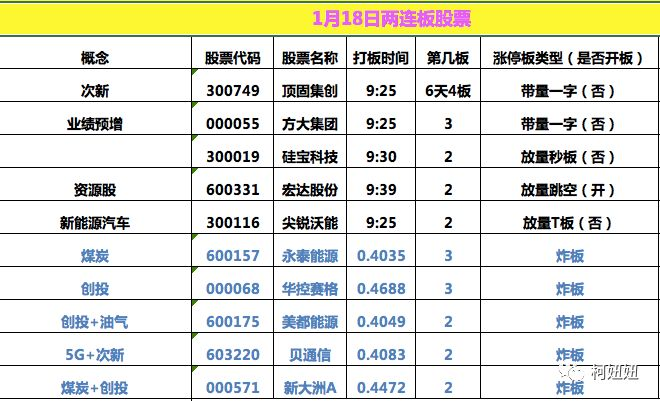 1月18日两连板股票
概念 股票代码 股票名称 打板时间 第几板 涨停板类型（是否开板）
次新 300749 顶固集创 9:25 6天4板 带量一字（否）
业绩预增 000055 方大集团 9:25 3 带量一字（否）
300019 硅宝科技 9:30 2 放量秒板（否）
资源股 600331 宏达股份 9:39 2 放量跳空（开）
新能源汽车 300116 尖锐沃能 9:25 2 放量T板（否）
煤炭 600157 永泰能源 0.4035 3 炸板
创投 000068 华控赛格 0.4688 3 炸板
创投+油气 600175 美都能源 0.4049 2 炸板
5G+次新 603220 贝通信 0.4083 2 炸板
煤炭+创投 000571 新大洲A 0.4472 2 炸板
柯妞妞